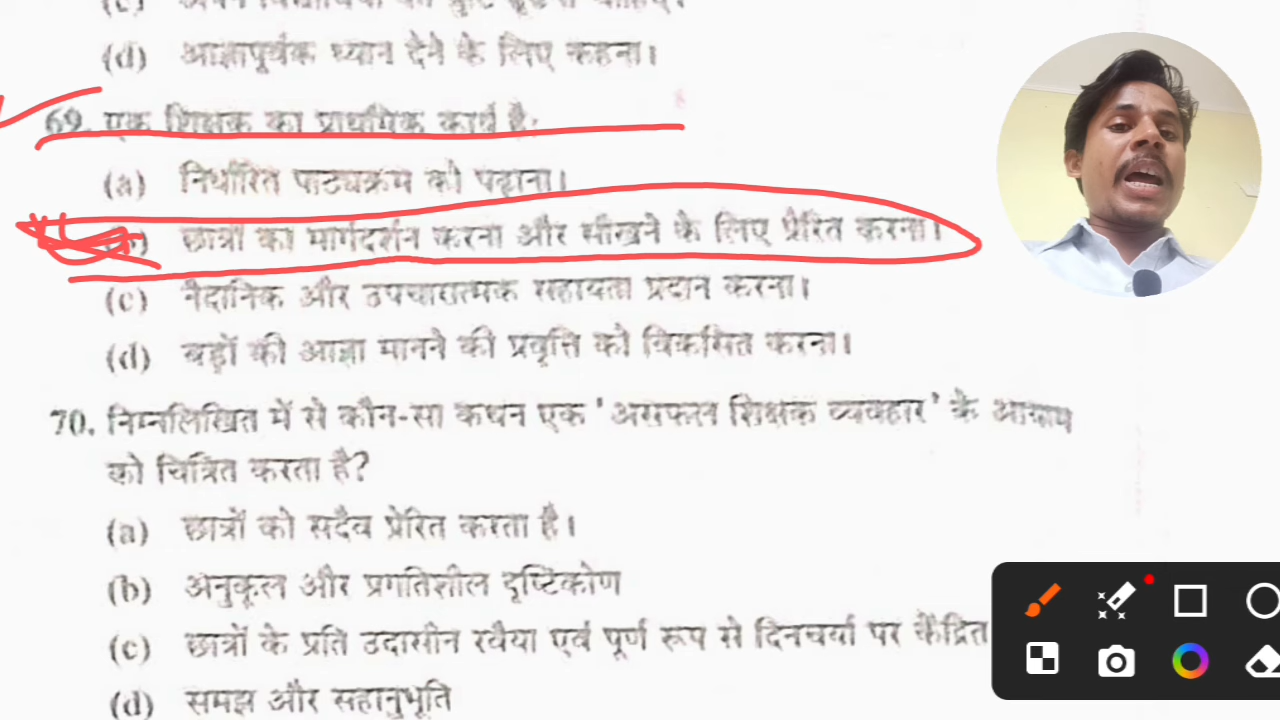 (d) आज्ञापूर्वक ध्यान देने के लिए कहना।
69. एक शिक्षक का प्राथमिक कार्य है:
(a) निर्धारित पाठ्यक्रम को पढ़ाना।
छात्रों का मार्गदर्शन करना और सीखने के लिए प्रेरित करना।
(c) नैदानिक और उपचारात्मक सहायता प्रदान करना।
(d) बड़ों की आज्ञा मानने की प्रवृत्ति को विकसित करना।
70. निम्नलिखित में से कौन-सा कथन एक 'असफल शिक्षक व्यवहार' के आयाम
को चित्रित करता है?
(a) छात्रों को सदैव प्रेरित करता है।
(b) अनुकूल और प्रगतिशील दृष्टिकोण
(c) छात्रों के प्रति उदासीन रवैया एवं पूर्ण रूप से दिनचर्या पर केंद्रित
(d) समझ और सहानुभूति